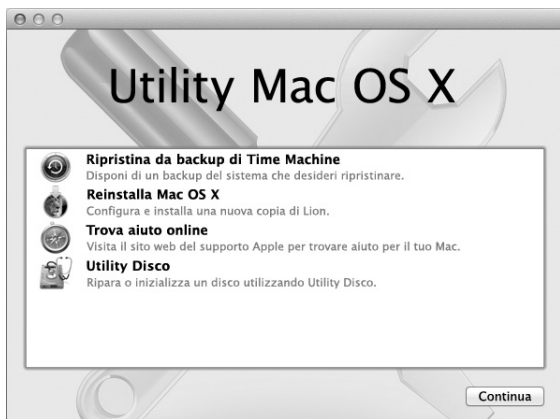 Utility Mac OS X
Ripristina da backup di Time Machine
Disponi di un backup del sistema che desideri ripristinare.
Reinstalla Mac OS X
Configura e installa una nuova copia di Lion.
Trova aiuto online
Visita il sito web del supporto Apple per trovare aiuto per il tuo Mac.
Utility Disco
Ripara o inizializza un disco utilizzando Utility Disco.
Continua